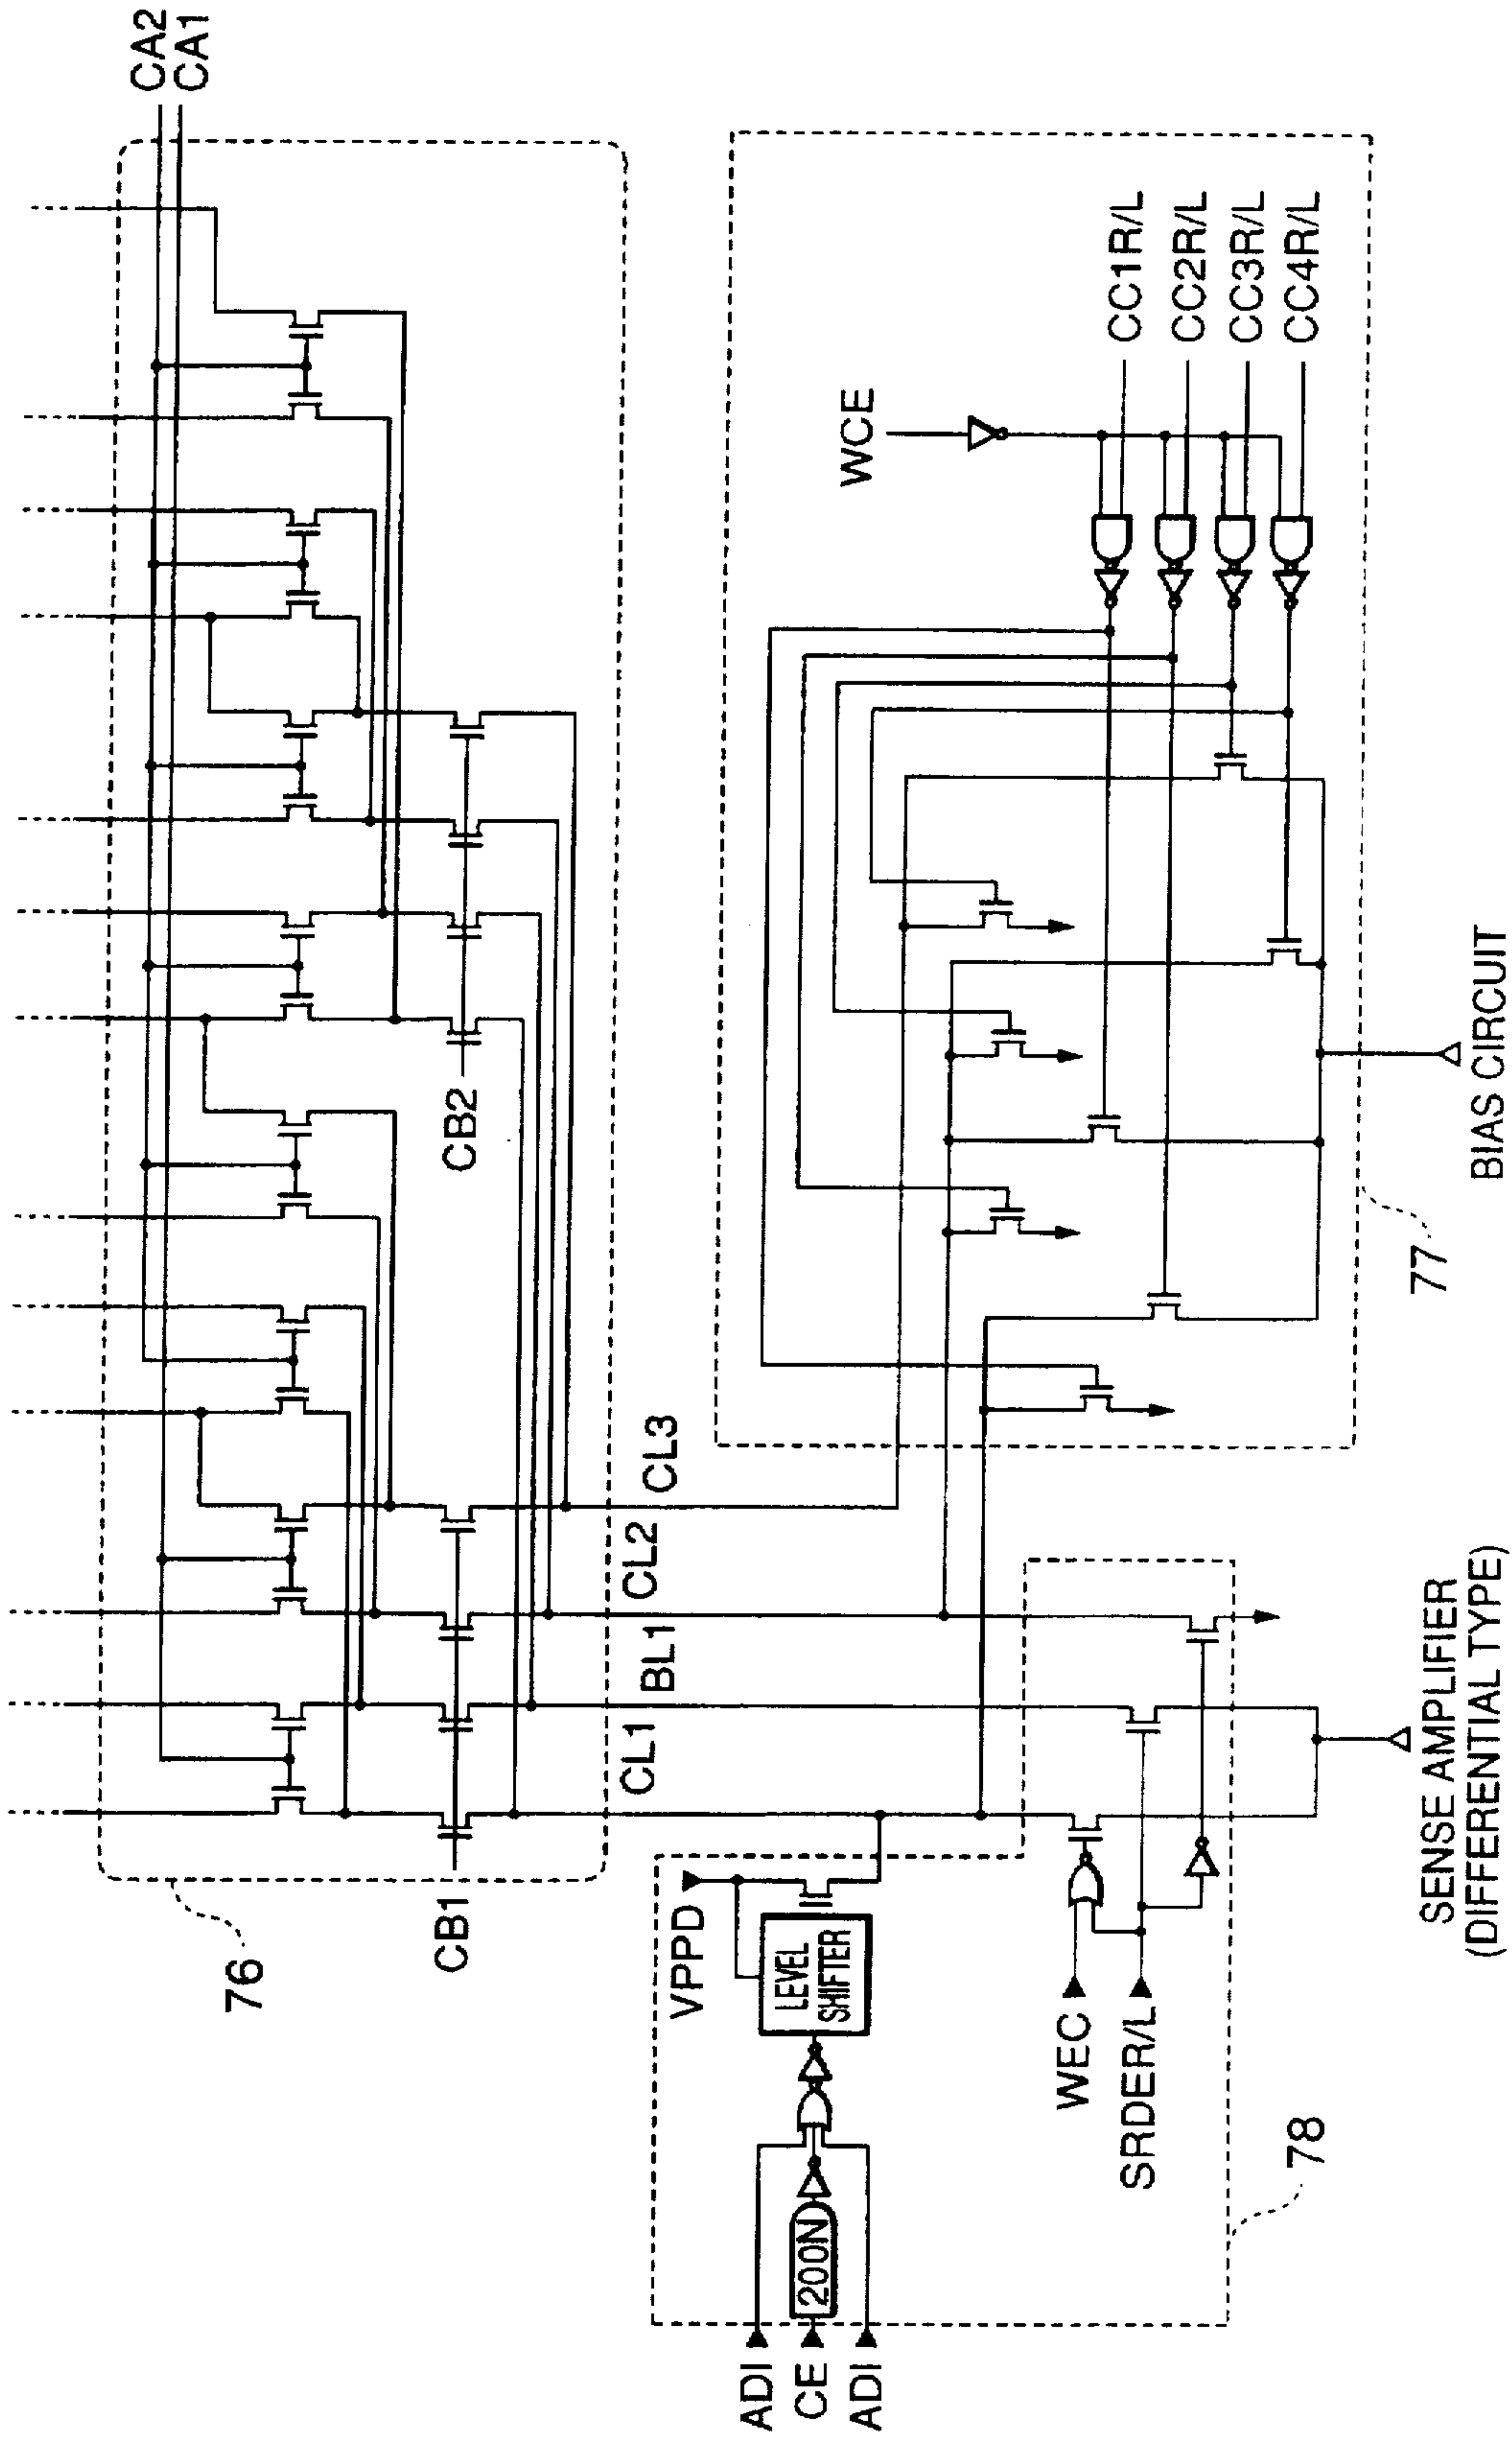 CA2
CA1
CB2
CB1
76
CL1
BL1
CL2
CL3
WCE
CC1R/L
CC2R/L
CC3R/L
CC4R/L
77
BIAS CIRCUIT
VPPD
LEVEL
SHIFTER
200N
ADI
CE
ADI
WEC
SRDER/L
78
SENSE AMPLIFIER
(DIFFERENTIAL TYPE)